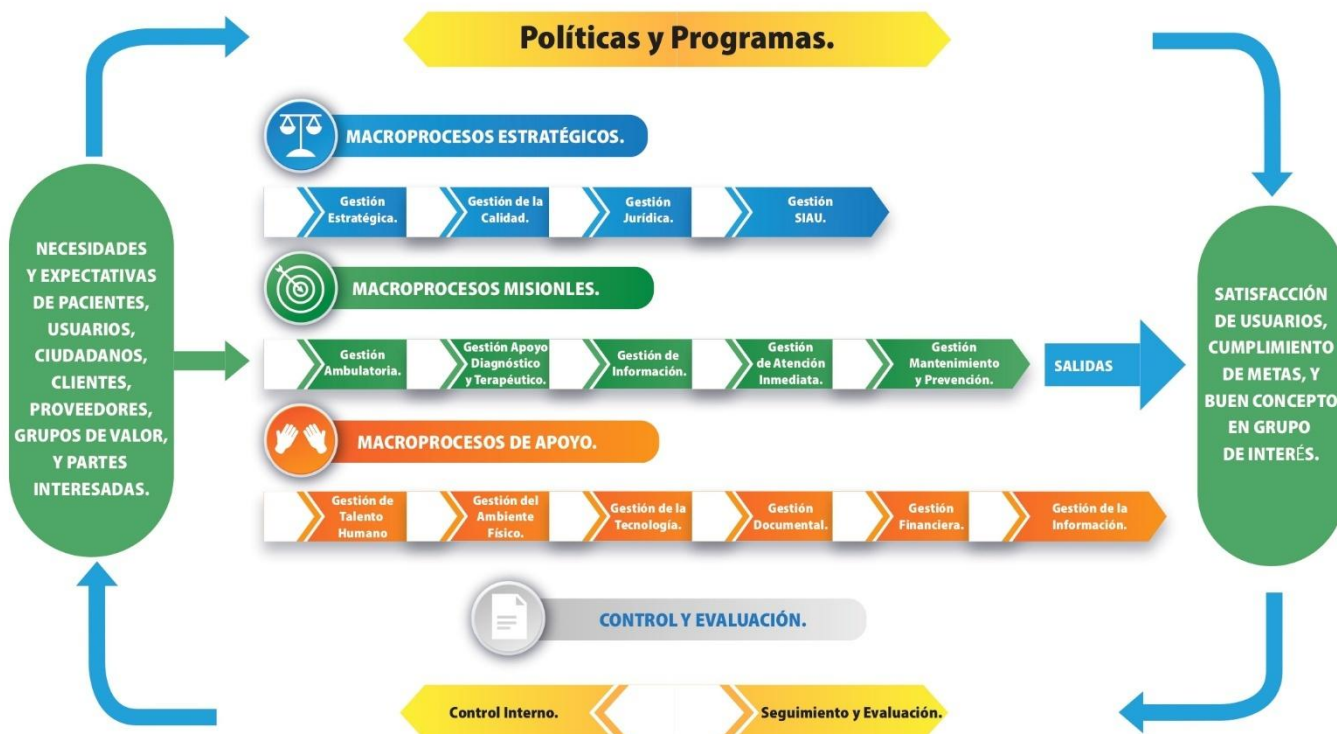 Políticas y Programas.
MACROPROCESOS ESTRATÉGICOS.
Gestión
Estratégica.
Gestión de la
Calidad.
Gestión
Jurídica.
Gestión
SIAU.
NECESIDADES
Y EXPECTATIVAS
DE PACIENTES,
USUARIOS,
CIUDADANOS,
CLIENTES,
PROVEEDORES,
GRUPOS DE VALOR,
Y PARTES
INTERESADAS.
MACROPROCESOS MISIONLES.
Gestión
Ambulatoria.
Gestión Apoyo
Diagnóstico
y Terapéutico.
Gestión de
Información.
Gestión
de Atención
Inmediata.
Gestión
Mantenimiento
y Prevención.
SALIDAS
SATISFACCIÓN
DE USUARIOS,
CUMPLIMIENTO
DE METAS, Y
BUEN CONCEPTO
EN GRUPO
DE INTERÉS.
MACROPROCESOS DE APOYO.
Gestión de
Talento
Humano
Gestión del
Ambiente
Físico.
Gestión de la
Tecnología.
Gestión
Documental.
Gestión
Financiera.
Gestión de la
Información.
CONTROL Y EVALUACIÓN.
Control Interno.
Seguimiento y Evaluación.